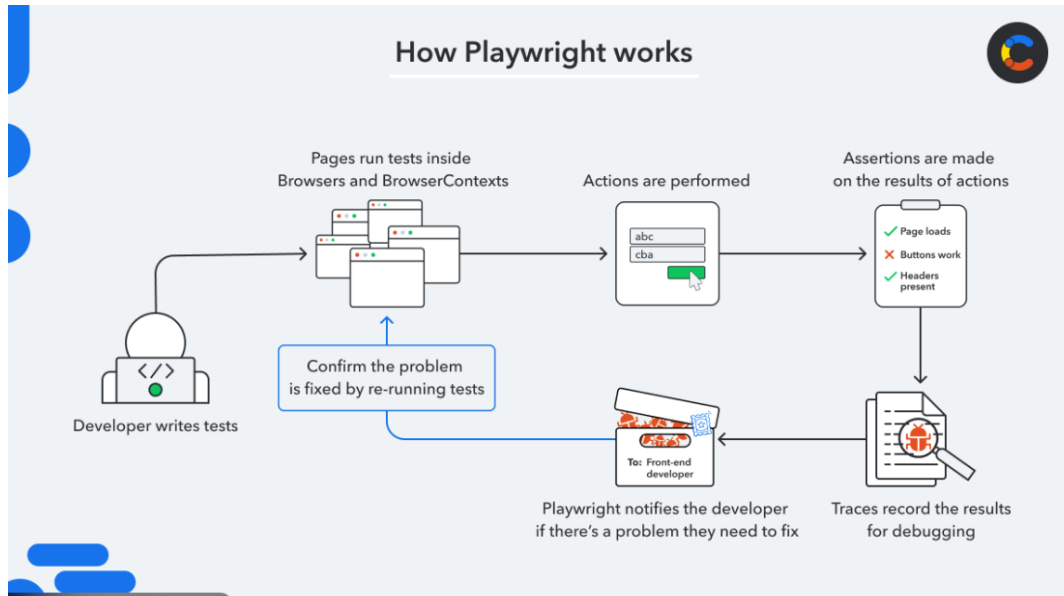 How Playwright works
Pages run tests inside
Browsers and BrowserContexts
Actions are performed
Assertions are made
on the results of actions
abc
cba
Page loads
Buttons work
Headers
present
</>
Developer writes tests
Confirm the problem
is fixed by re-running tests
To: Front-end
developer
Playwright notifies the developer
if there's a problem they need to fix
Traces record the results
for debugging